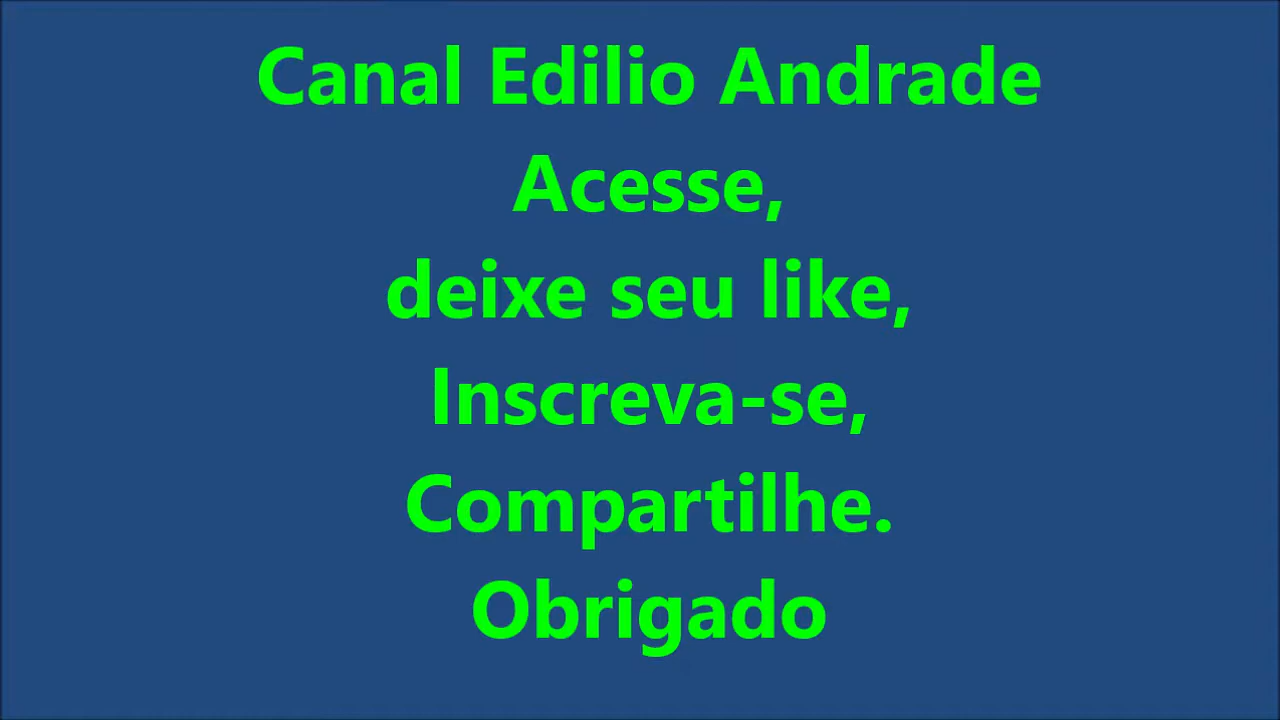 Canal Edilio Andrade
Acesse,
deixe seu like,
Inscreva-se,
Compartilhe.
Obrigado